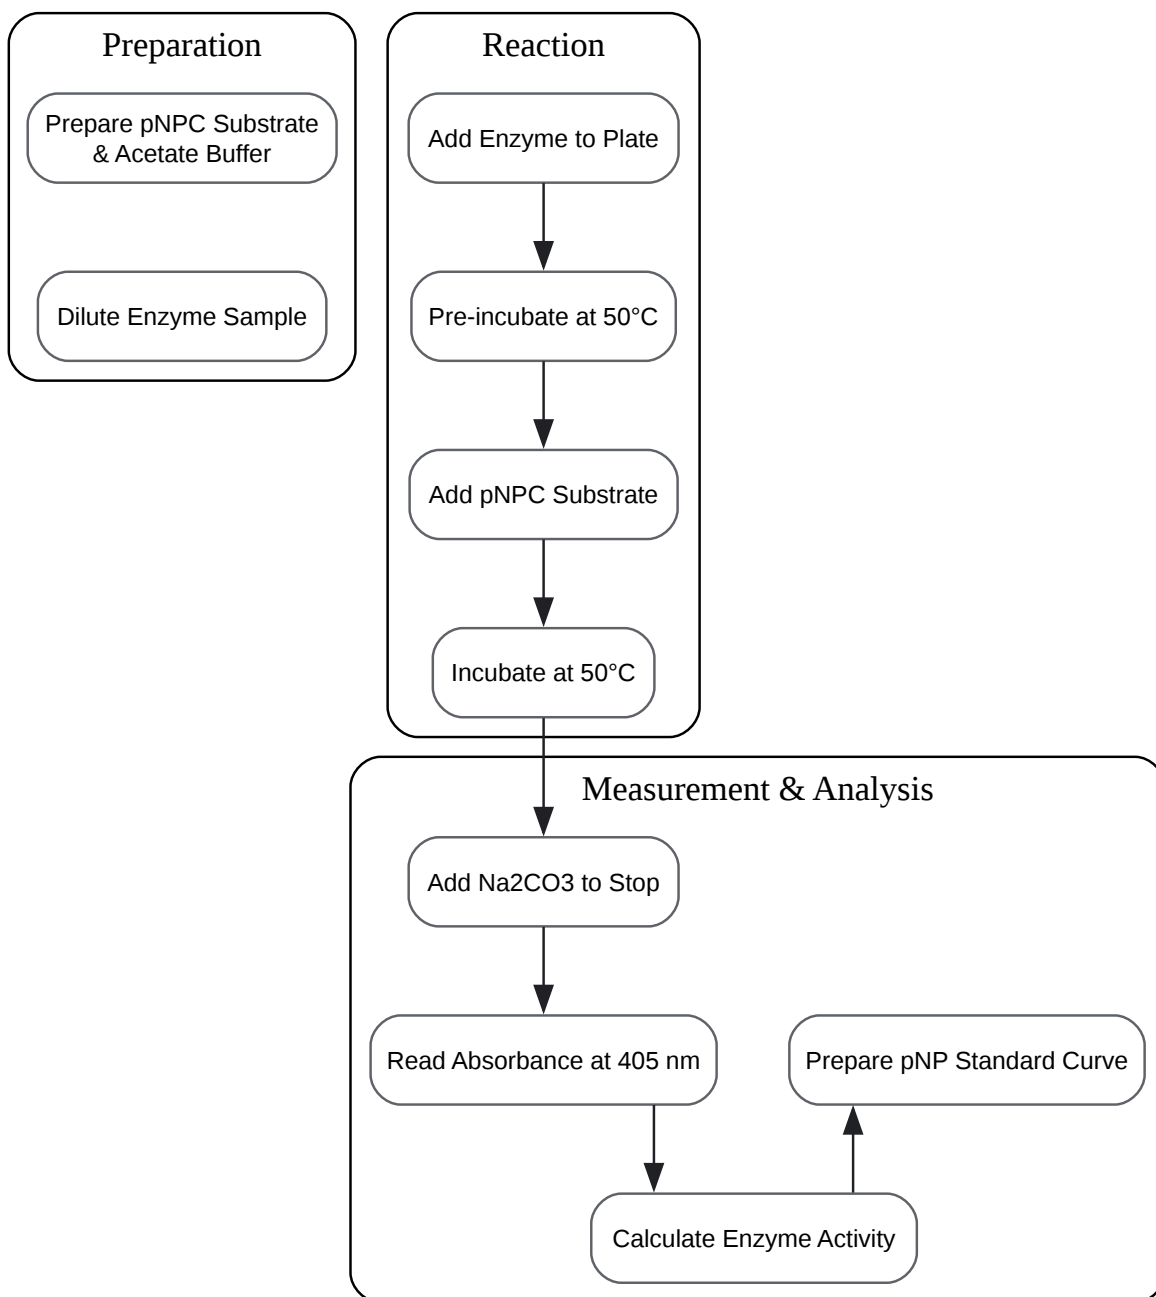 Preparation
Prepare pNPC Substrate
& Acetate Buffer
Dilute Enzyme Sample
Reaction
Add Enzyme to Plate
Pre-incubate at 50°C
Add pNPC Substrate
Incubate at 50°C
Measurement & Analysis
Add Na2CO3 to Stop
Read Absorbance at 405 nm
Prepare pNP Standard Curve
Calculate Enzyme Activity